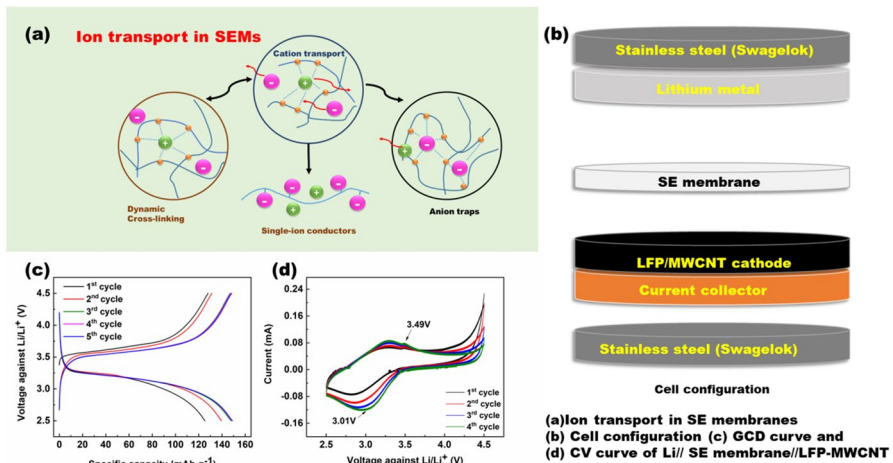 (a)
Ion transport in SEMs
Cation transport
Dynamic
Cross-linking
Single-ion conductors
Anion traps
(b)
Stainless steel (Swagelok)
Lithium metal
SE membrane
LFP/MWCNT cathode
Current collector
Stainless steel (Swagelok)
Cell configuration
(c)
Voltage against Li/Li⁺ (V)
4.5
4.0
3.5
3.0
2.5
1st cycle
2nd cycle
3rd cycle
4th cycle
5th cycle
0 20 40 60 80 100 120 140 160
Specific capacity (mAh g-1)
(d)
Current (mA)
0.24
0.16
0.08
0.00
-0.08
-0.16
3.49V
3.01V
1st cycle
2nd cycle
3rd cycle
4th cycle
2.5 3.0 3.5 4.0 4.5
Voltage against Li/Li⁺ (V)
(a)Ion transport in SE membranes
(b) Cell configuration (c) GCD curve and
(d) CV curve of Li// SE membrane//LFP-MWCNT